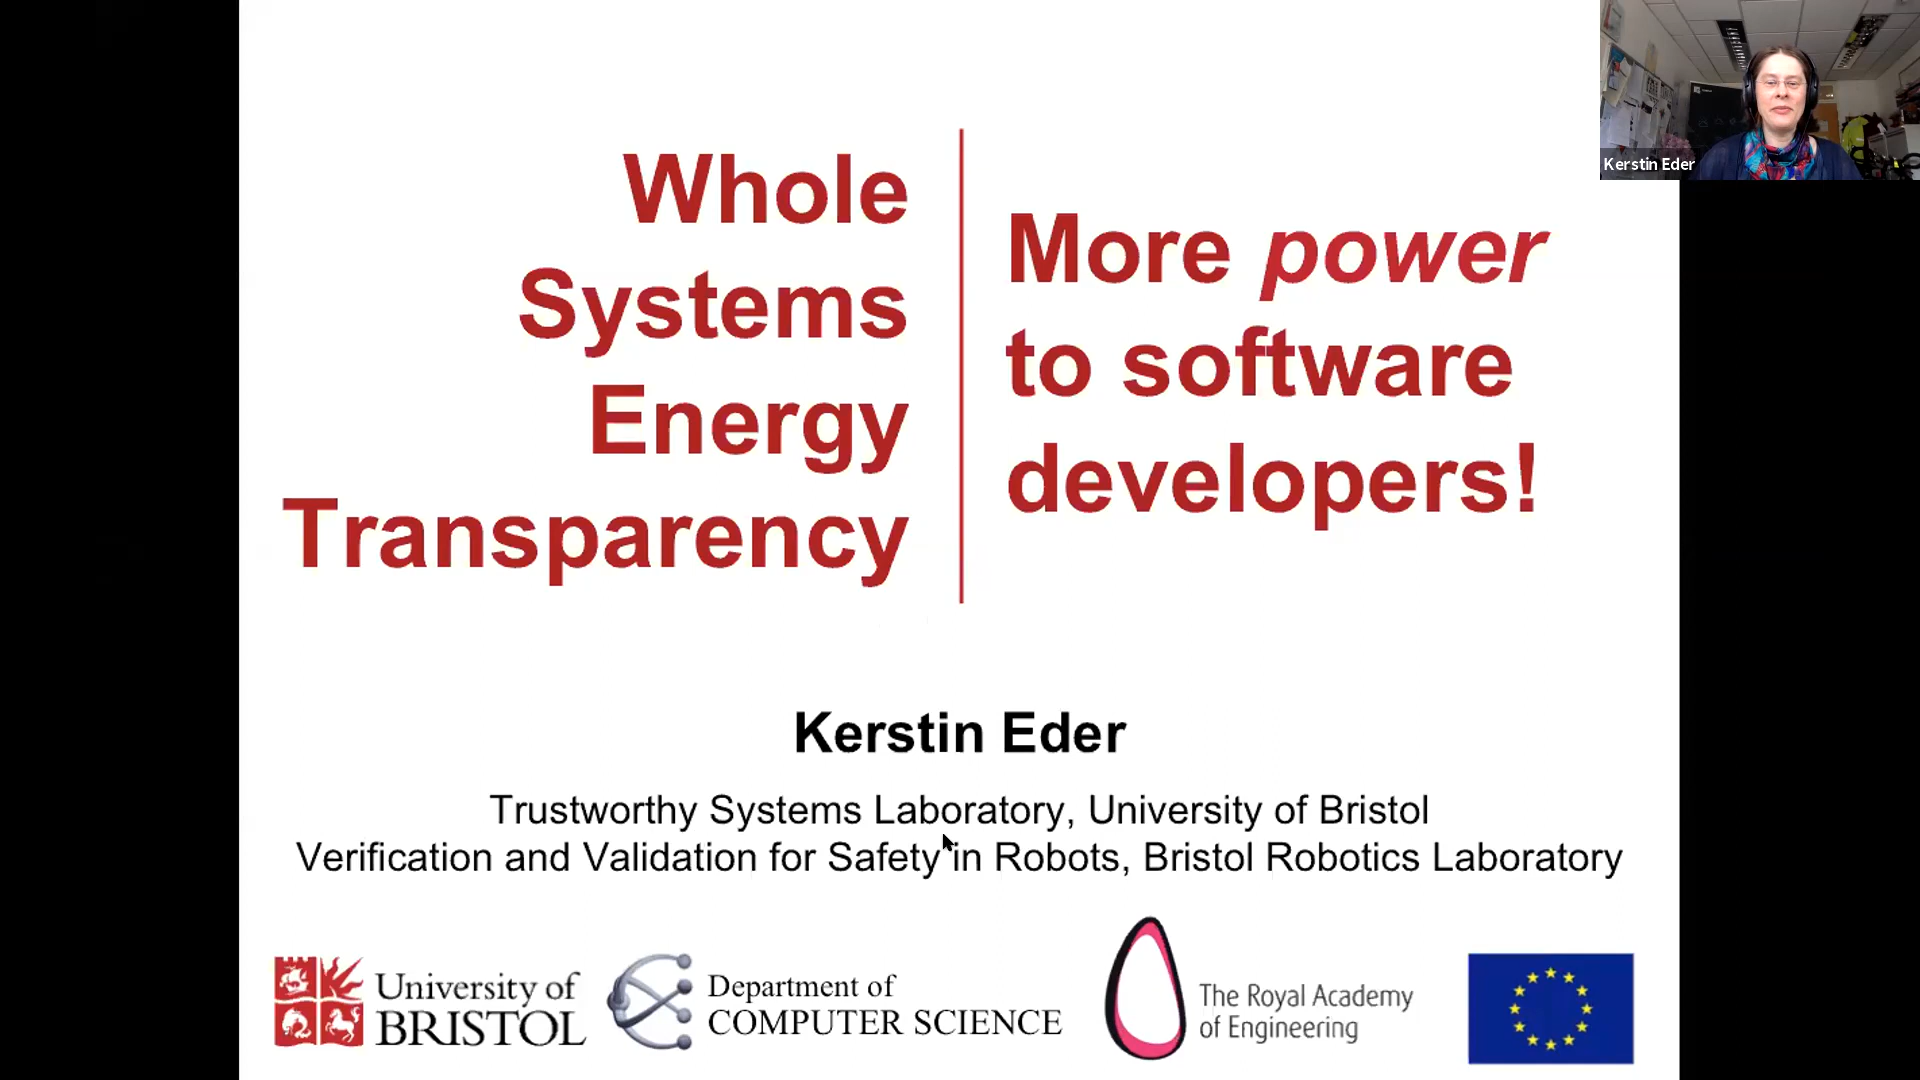 Whole
Systems
Energy
Transparency
More power
to software
developers!
Kerstin Eder
Kerstin Eder
Trustworthy Systems Laboratory, University of Bristol
Verification and Validation for Safety in Robots, Bristol Robotics Laboratory
University of
BRISTOL
Department of
COMPUTER SCIENCE
The Royal Academy
of Engineering